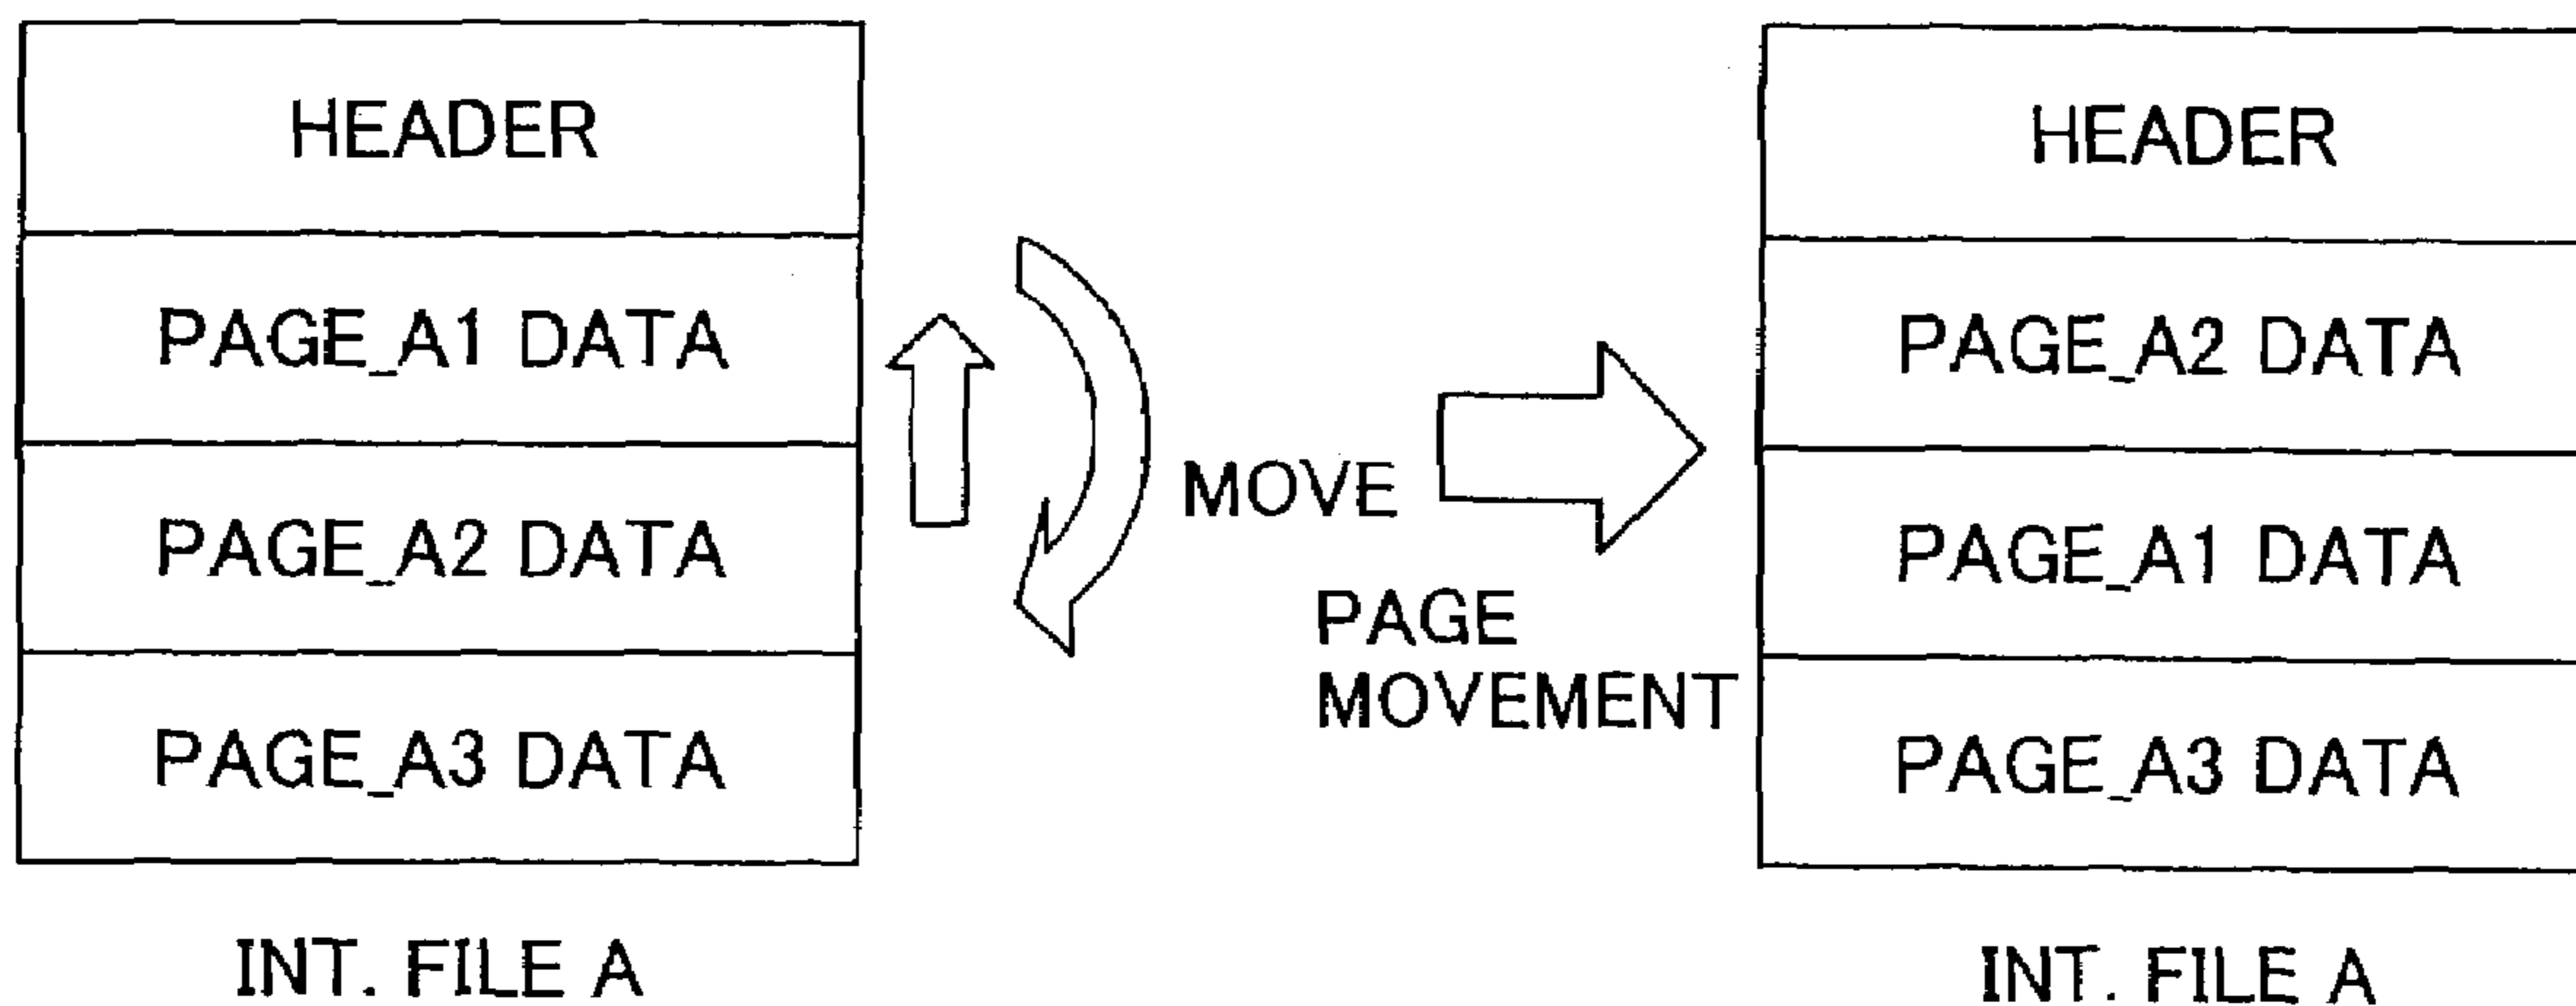 HEADER
PAGE_A1 DATA
PAGE_A2 DATA
PAGE_A3 DATA
INT. FILE A
MOVE
PAGE
MOVEMENT
HEADER
PAGE_A2 DATA
PAGE_A1 DATA
PAGE_A3 DATA
INT. FILE A